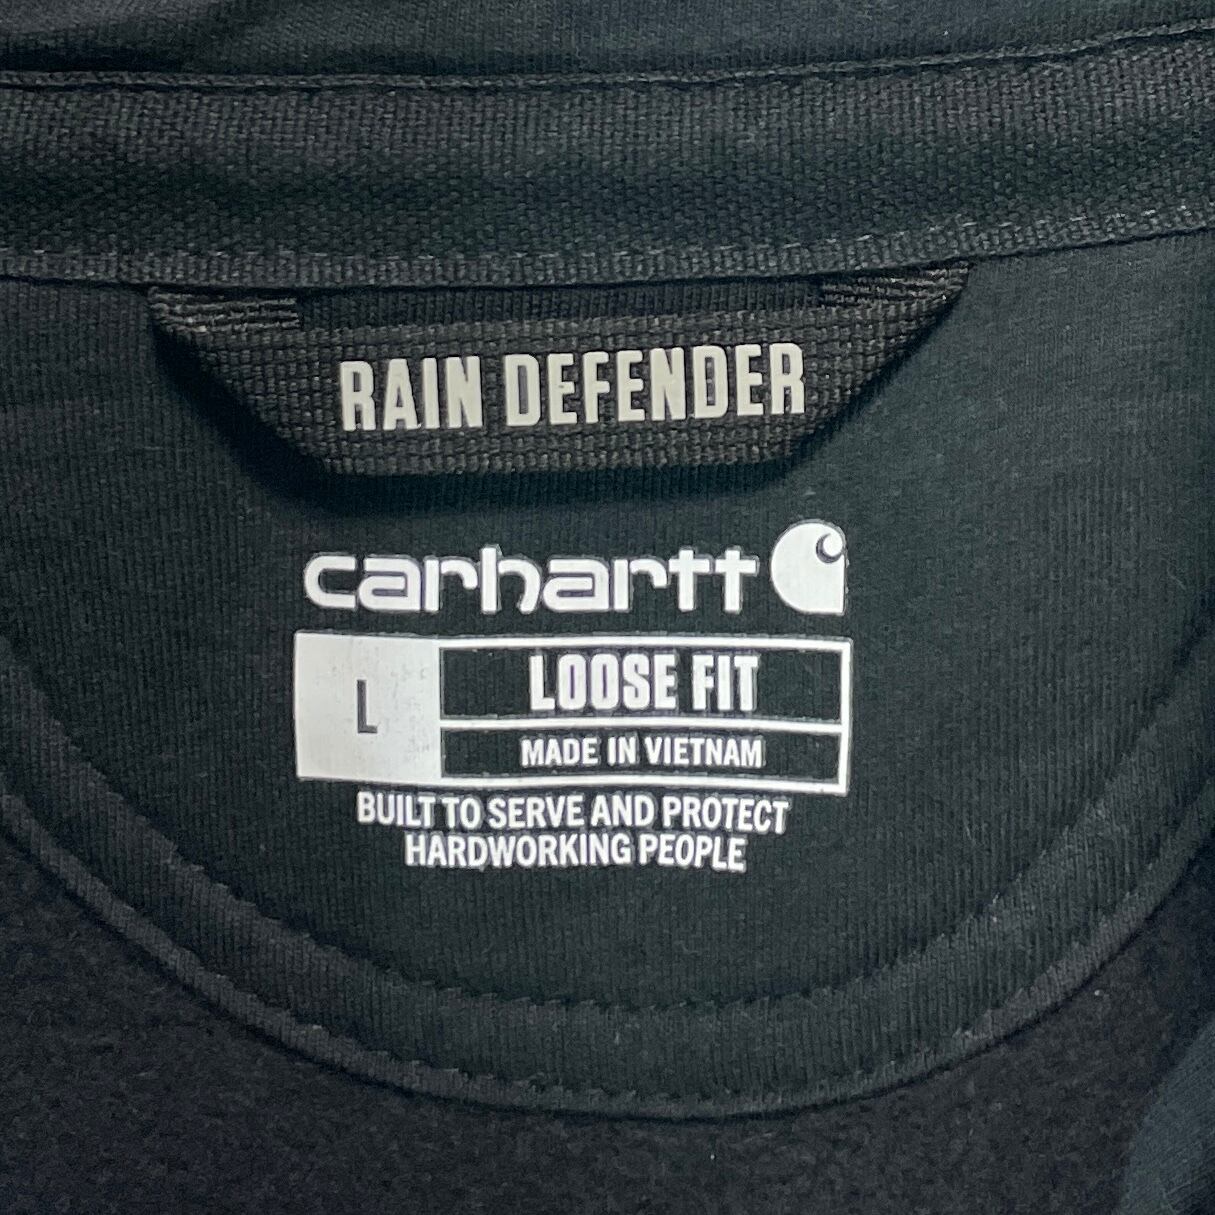 RAIN DEFENDER
carhartt
L
LOOSE FIT
MADE IN VIETNAM
BUILT TO SERVE AND PROTECT
HARDWORKING PEOPLE